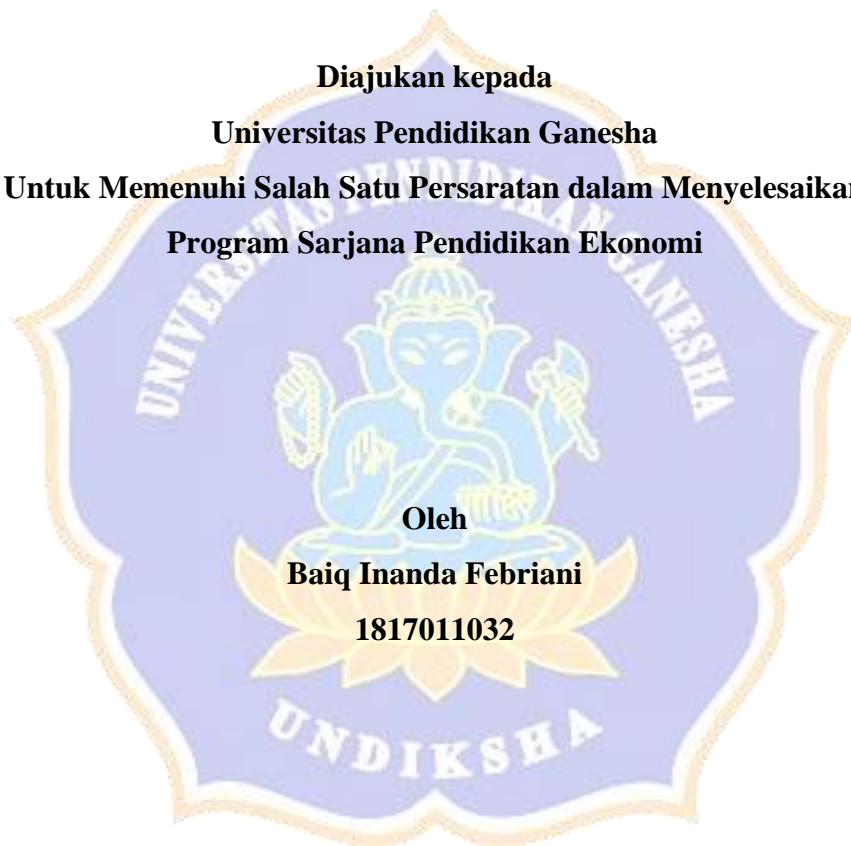 Diajukan kepada
Universitas Pendidikan Ganesha
Untuk Memenuhi Salah Satu Persaratan dalam Menyelesaikan
Program Sarjana Pendidikan Ekonomi
UNIVERSITAS PENDIDIKAN GANESHA
Oleh
Baiq Inanda Febriani
1817011032
UNDIKSHA